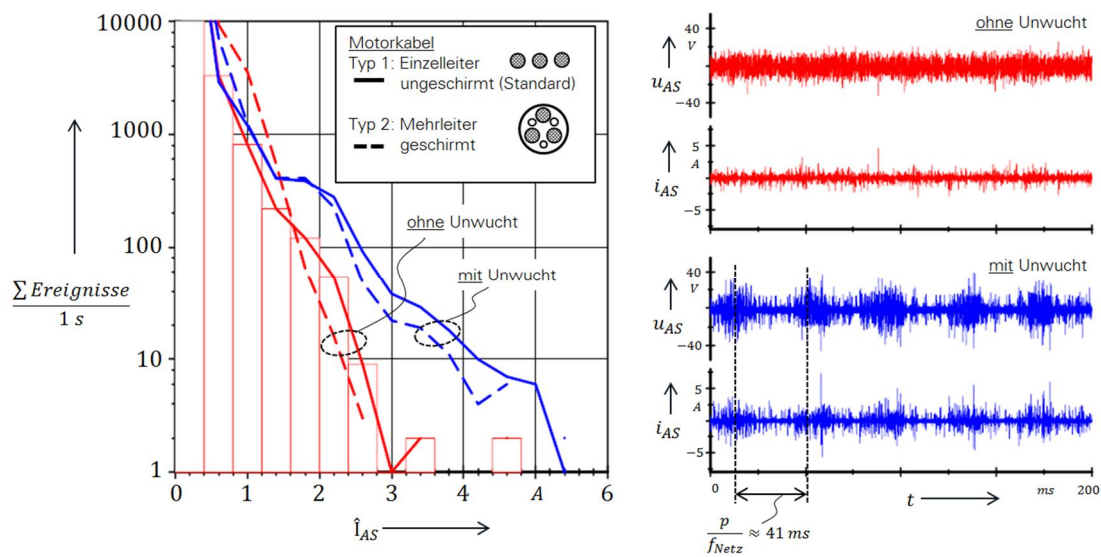 10000
1000
100
10
1
∑ Ereignisse
1 s
0
1
2
3
4
A
6
Î_AS
Motorkabel
Typ 1: Einzelleiter
ungeschirmt (Standard)
Typ 2: Mehrleiter
geschirmt
ohne Unwucht
mit Unwucht
ohne Unwucht
40
V
u_AS
-40
5
A
i_AS
-5
mit Unwucht
40
V
u_AS
-40
5
A
i_AS
-5
0
t
ms
200
p
f_Netz
≈ 41 ms